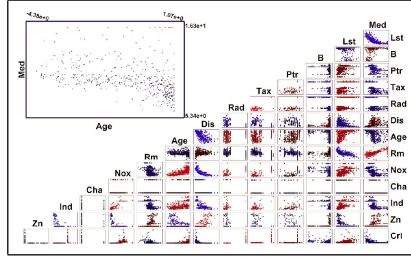 -4.38e+0
1.07e+0
1.63e+1
Med
5.34e+0
Age
Med
Lst
Lst
B
B
Ptr
Ptr
Tax
Tax
Rad
Rad
Dis
Dis
Age
Age
Rm
Rm
Nox
Nox
Cha
Cha
Ind
Ind
Zn
Zn
Cri